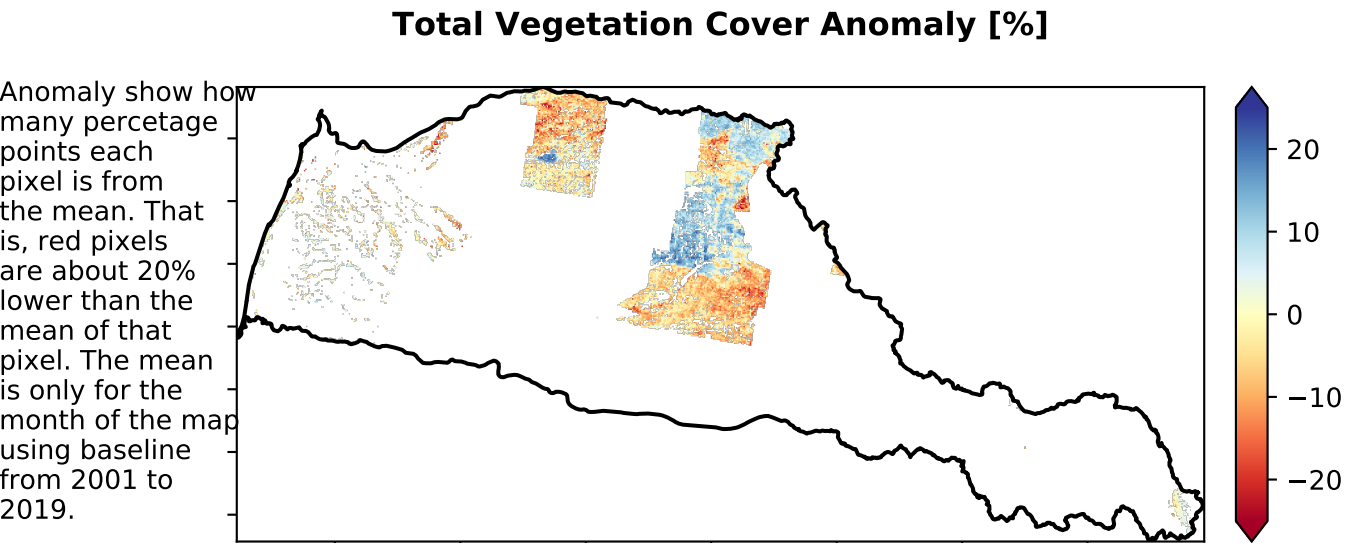 Total Vegetation Cover Anomaly [%]
Anomaly show how
many percetage
points each
pixel is from
the mean. That
is, red pixels
are about 20%
lower than the
mean of that
pixel. The mean
is only for the
month of the map
using baseline
from 2001 to
2019.
20
10
0
−10
−20